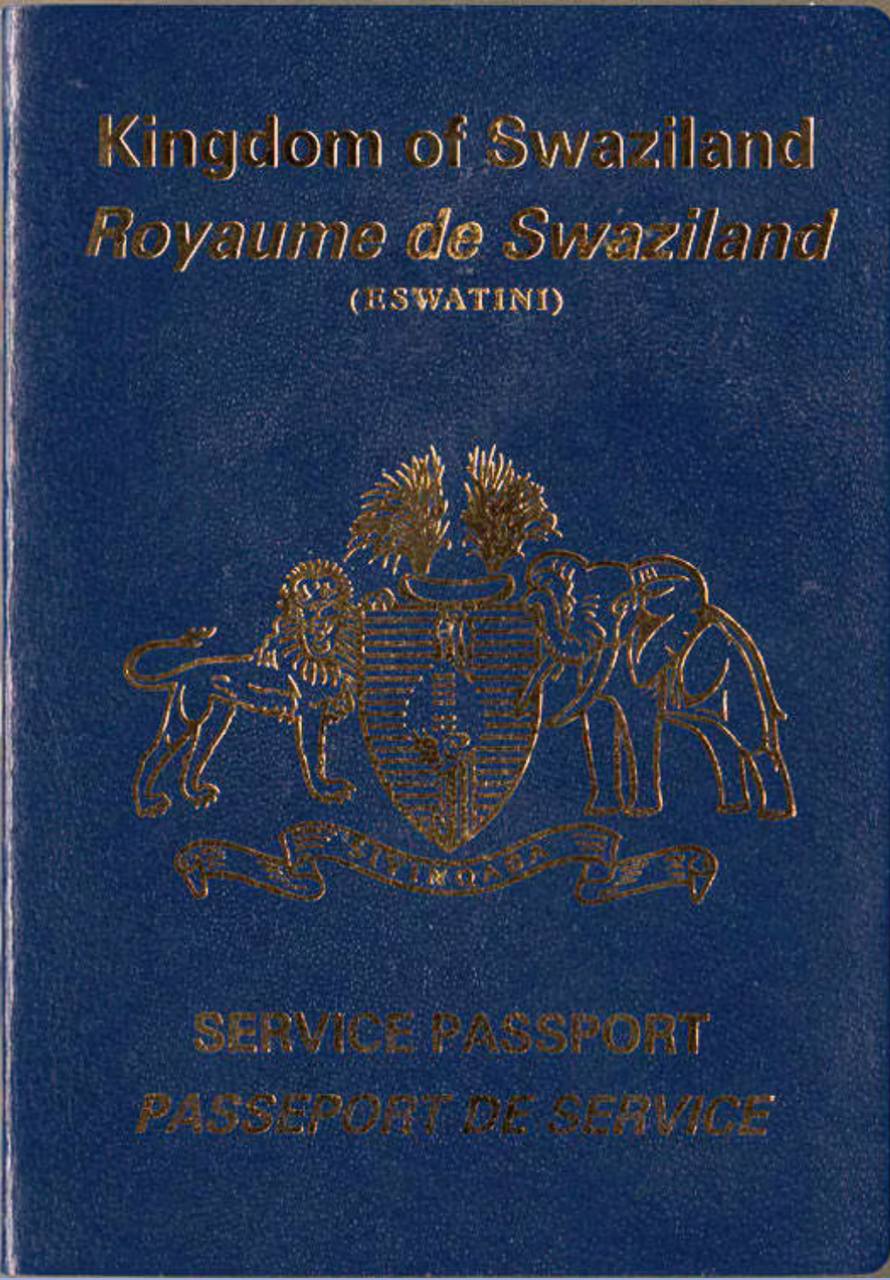 Kingdom of Swaziland
Royaume de Swaziland
(ESWATINI)
SIYINQABA
SERVICE PASSPORT
PASSEPORT DE SERVICE